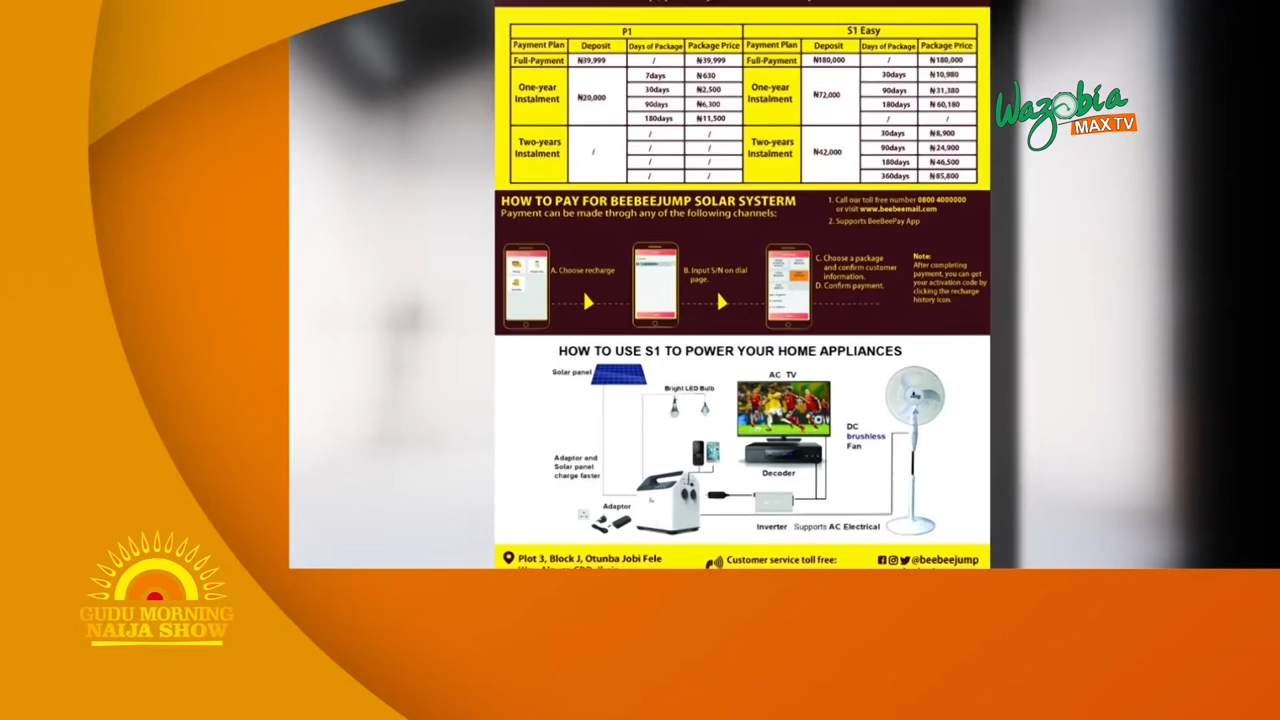 P1
S1 Easy
Payment Plan Deposit Days of Package Package Price Payment Plan Deposit Days of Package Package Price
Full-Payment ₦39,999 / ₦39,999 Full-Payment ₦180,000 / ₦180,000
One-year Instalment ₦20,000 7days ₦630 One-year Instalment ₦72,000 30days ₦10,980
30days ₦2,500 90days ₦31,380
90days ₦6,300 180days ₦60,180
180days ₦11,500 / /
Two-years Instalment / / / Two-years Instalment ₦42,000 30days ₦8,900
/ / 90days ₦24,900
/ / 180days ₦46,500
/ / 360days ₦85,800
Wazobia
MAX TV
HOW TO PAY FOR BEEBEEJUMP SOLAR SYSTERM
Payment can be made throgh any of the following channels:
1. Call our toll free number 0800 4000000
or visit www.beebeemail.com
2. Supports BeeBeePay App
A. Choose recharge
B. Input S/N on dial
page.
C. Choose a package
and confirm customer
information.
D. Confirm payment.
Note:
After completing
payment, you can get
your activation code by
clicking the recharge
history icon.
HOW TO USE S1 TO POWER YOUR HOME APPLIANCES
Solar panel
Bright LED Bulb
AC TV
DC
brushless
Fan
Adaptor and
Solar panel
charge faster
Decoder
Adaptor
Inverter Supports AC Electrical
Plot 3, Block J, Otunba Jobi Fele
Customer service toll free:
@beebeejump
GUDU MORNING
NAIJA SHOW